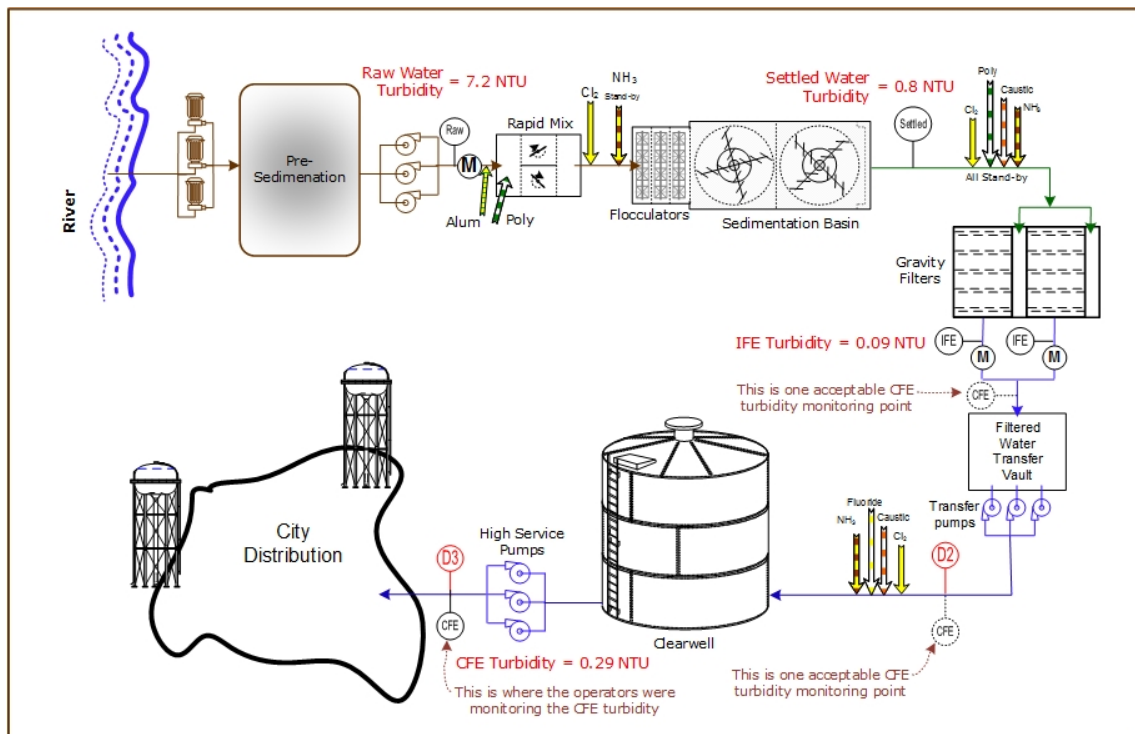 River
Pre-
Sedimenation
Raw Water
Turbidity
= 7.2 NTU
Raw
M
Alum
Poly
Rapid Mix
Cl₂
NH₃
Stand-by
Flocculators
Sedimentation Basin
Settled Water
Turbidity
= 0.8 NTU
Settled
Cl₂
Poly
Caustic
NH₃
All Stand-by
Gravity
Filters
IFE
IFE
M
M
IFE Turbidity = 0.09 NTU
This is one acceptable CFE
turbidity monitoring point
CFE
Filtered
Water
Transfer
Vault
Transfer
pumps
Fluoride
NH₃
Caustic
Cl₂
D2
CFE
This is one acceptable CFE
turbidity monitoring point
Clearwell
High Service
Pumps
D3
CFE
CFE Turbidity = 0.29 NTU
This is where the operators were
monitoring the CFE turbidity
City
Distribution